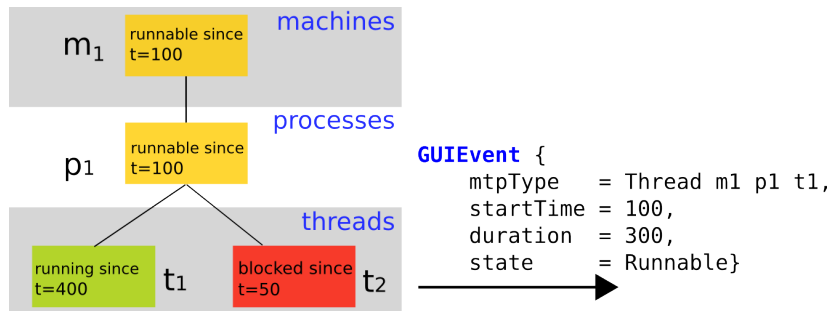 machines
m1
runnable since
t=100
processes
p1
runnable since
t=100
threads
running since
t=400
t1
blocked since
t=50
t2
GUIEvent {
    mtpType   = Thread m1 p1 t1,
    startTime = 100,
    duration  = 300,
    state     = Runnable}